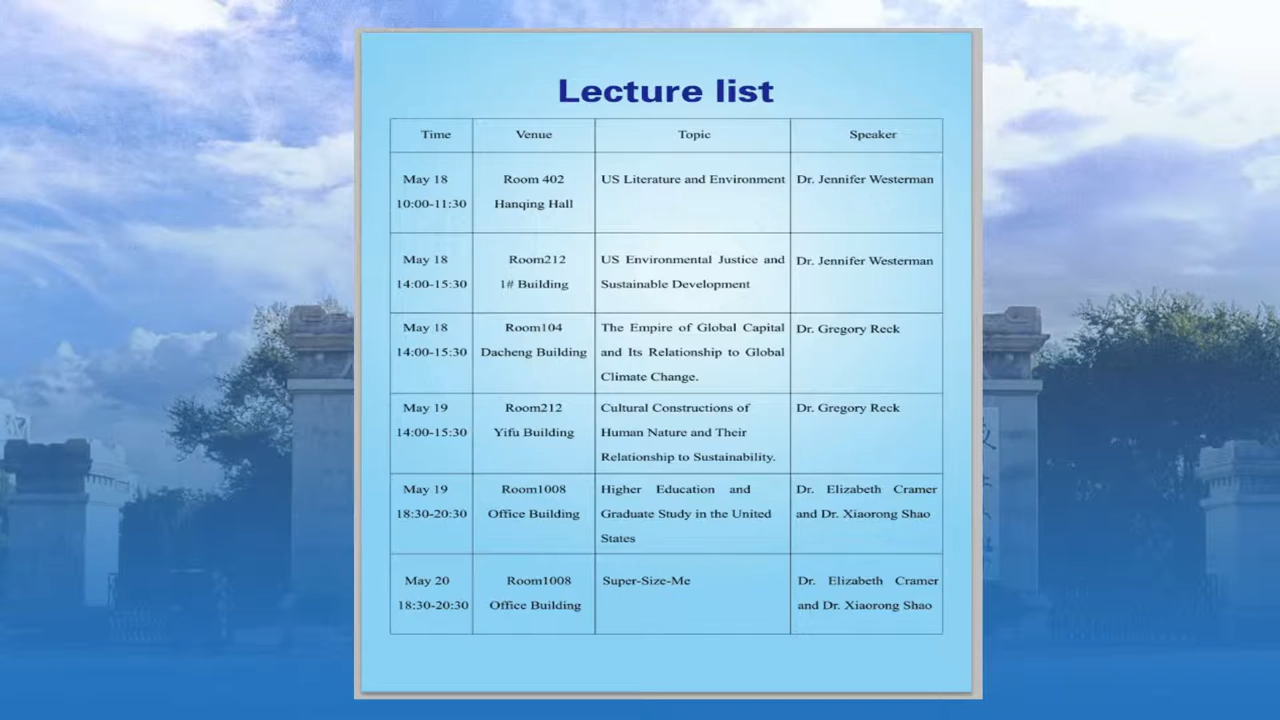 Lecture list
Time Venue Topic Speaker
May 18
10:00-11:30
Room 402
Hanqing Hall
US Literature and Environment
Dr. Jennifer Westerman
May 18
14:00-15:30
Room212
1# Building
US Environmental Justice and
Sustainable Development
Dr. Jennifer Westerman
May 18
14:00-15:30
Room104
Dacheng Building
The Empire of Global Capital
and Its Relationship to Global
Climate Change.
Dr. Gregory Reck
May 19
14:00-15:30
Room212
Yifu Building
Cultural Constructions of
Human Nature and Their
Relationship to Sustainability.
Dr. Gregory Reck
May 19
18:30-20:30
Room1008
Office Building
Higher Education and
Graduate Study in the United
States
Dr. Elizabeth Cramer
and Dr. Xiaorong Shao
May 20
18:30-20:30
Room1008
Office Building
Super-Size-Me
Dr. Elizabeth Cramer
and Dr. Xiaorong Shao